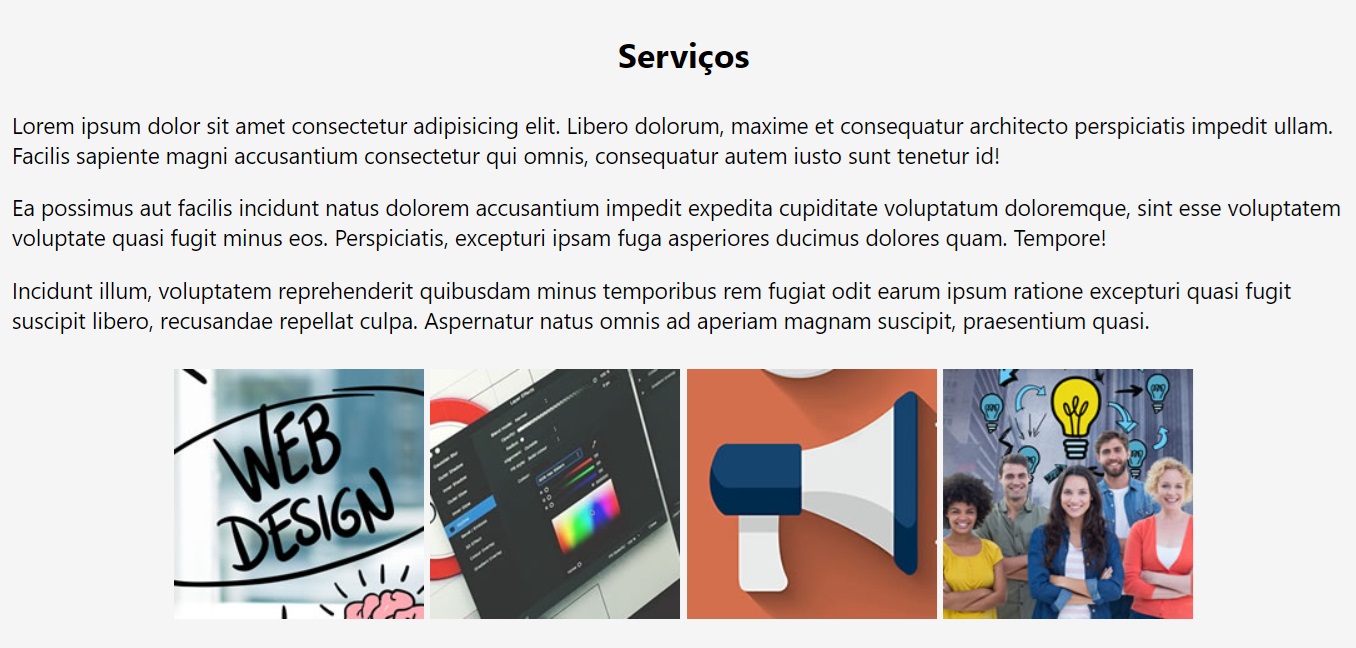 Serviços
Lorem ipsum dolor sit amet consectetur adipisicing elit. Libero dolorum, maxime et consequatur architecto perspiciatis impedit ullam.
Facilis sapiente magni accusantium consectetur qui omnis, consequatur autem iusto sunt tenetur id!
Ea possimus aut facilis incidunt natus dolorem accusantium impedit expedita cupiditate voluptatum doloremque, sint esse voluptatem
voluptate quasi fugit minus eos. Perspiciatis, excepturi ipsam fuga asperiores ducimus dolores quam. Tempore!
Incidunt illum, voluptatem reprehenderit quibusdam minus temporibus rem fugiat odit earum ipsum ratione excepturi quasi fugit
suscipit libero, recusandae repellat culpa. Aspernatur natus omnis ad aperiam magnam suscipit, praesentium quasi.
WEB
DESIGN
Layer Effects